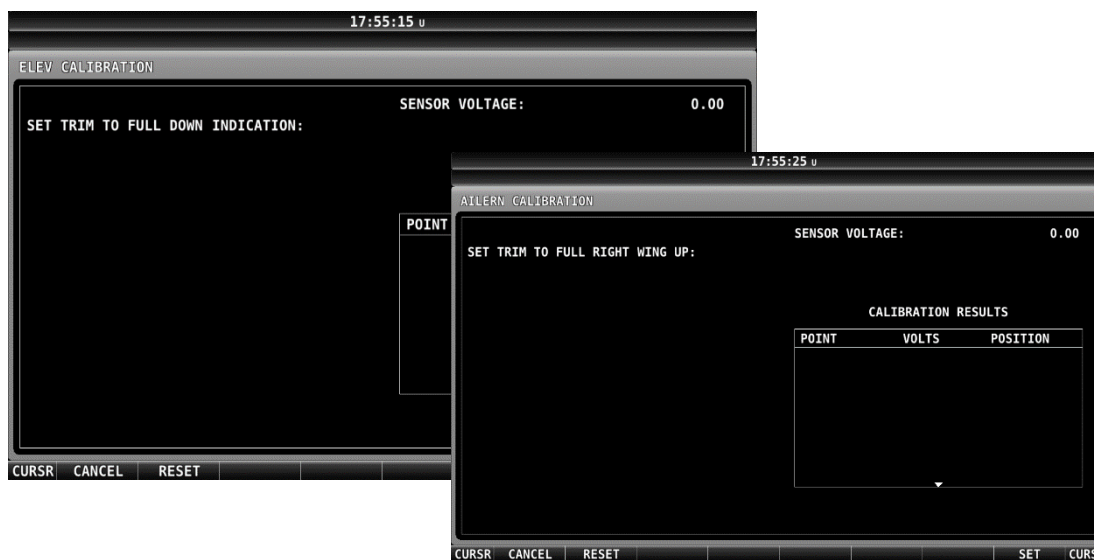 17:55:15 U
ELEV CALIBRATION
SENSOR VOLTAGE: 0.00
SET TRIM TO FULL DOWN INDICATION:
POINT
CURSR CANCEL RESET
17:55:25 U
AILERN CALIBRATION
SENSOR VOLTAGE: 0.00
SET TRIM TO FULL RIGHT WING UP:
CALIBRATION RESULTS
POINT VOLTS POSITION
CURSR CANCEL RESET SET CURS